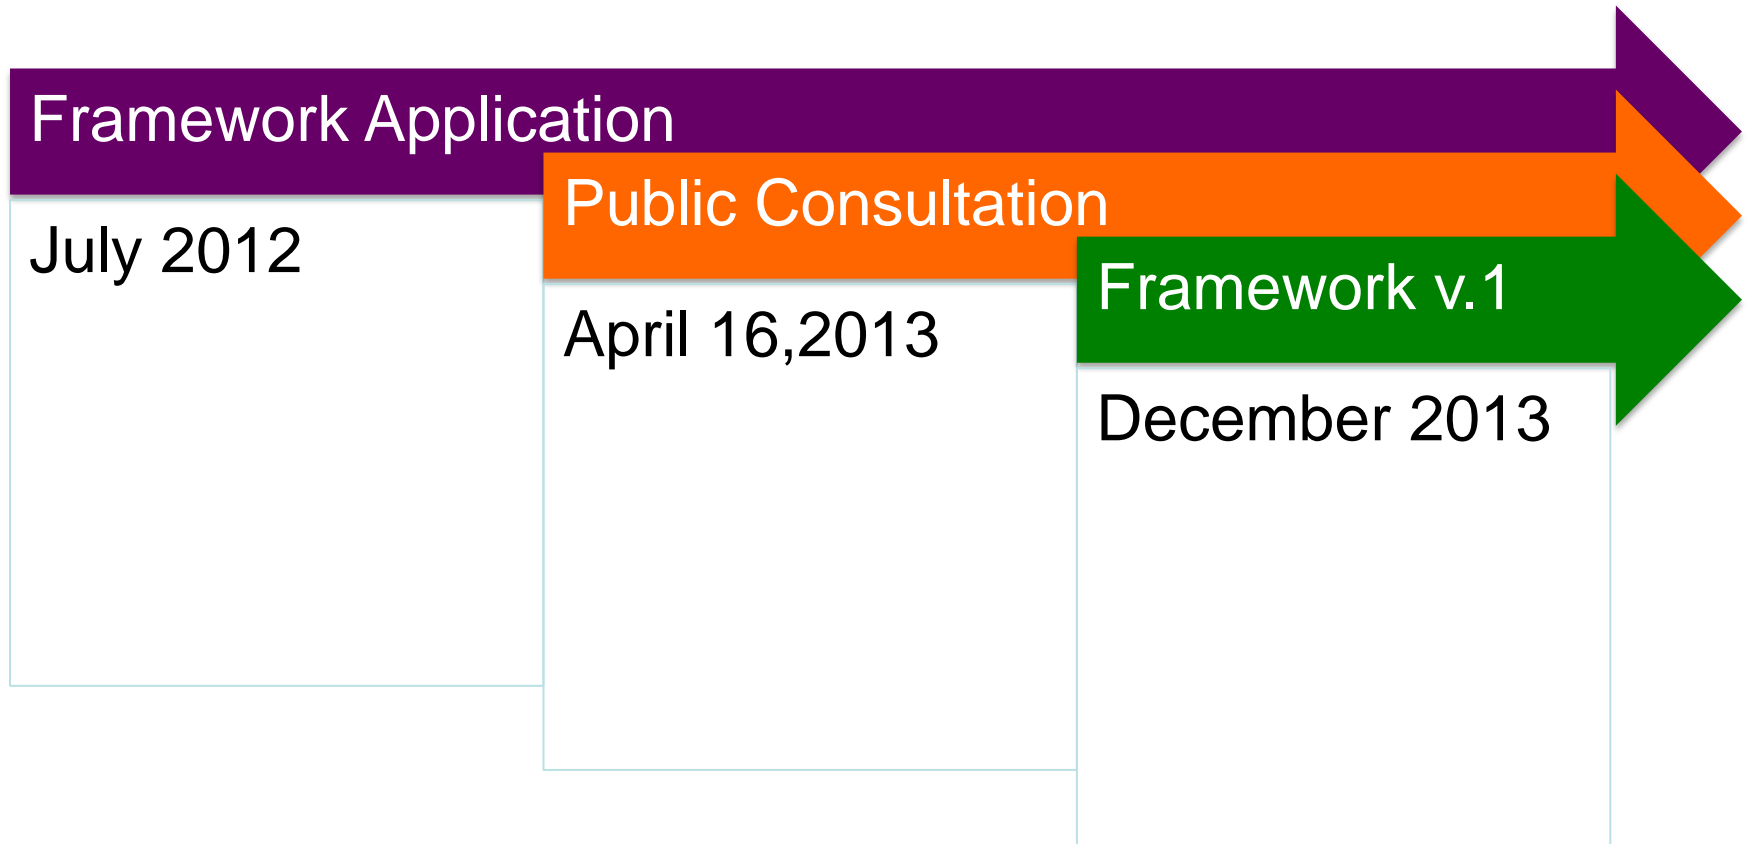 Framework Application
July 2012
Public Consultation
April 16,2013
Framework v.1
December 2013